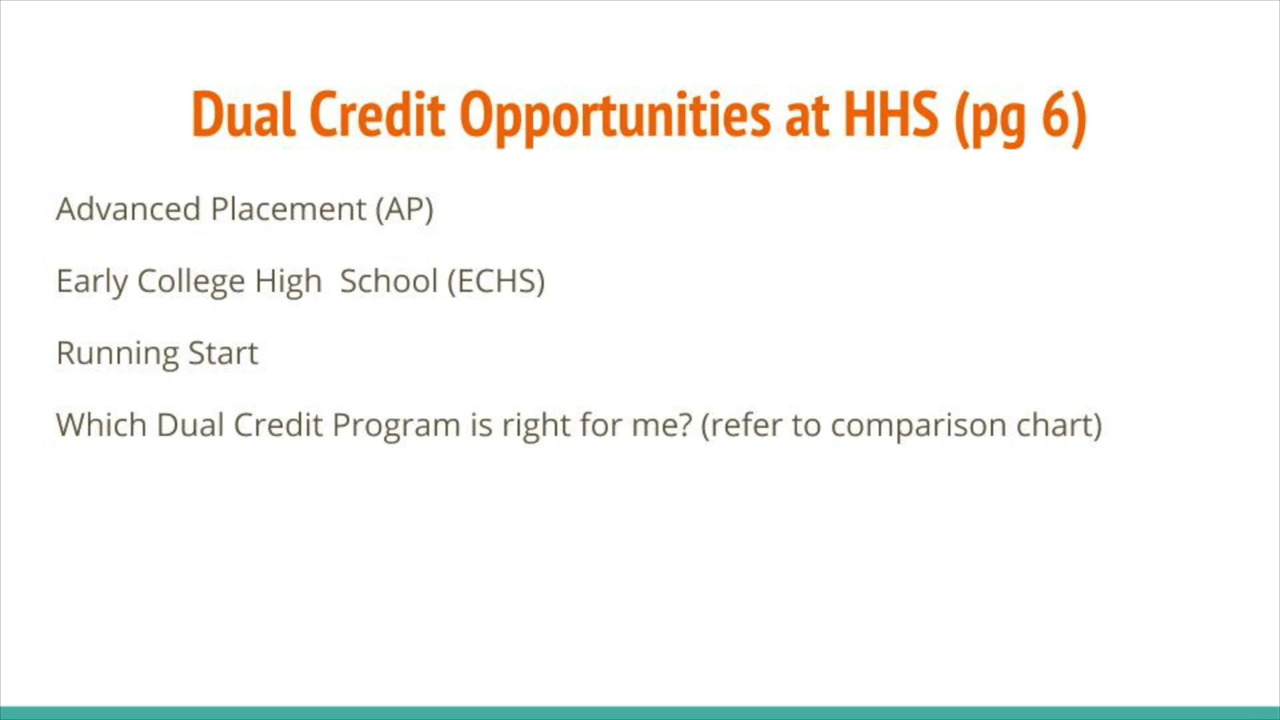 Dual Credit Opportunities at HHS (pg 6)
Advanced Placement (AP)
Early College High  School (ECHS)
Running Start
Which Dual Credit Program is right for me? (refer to comparison chart)